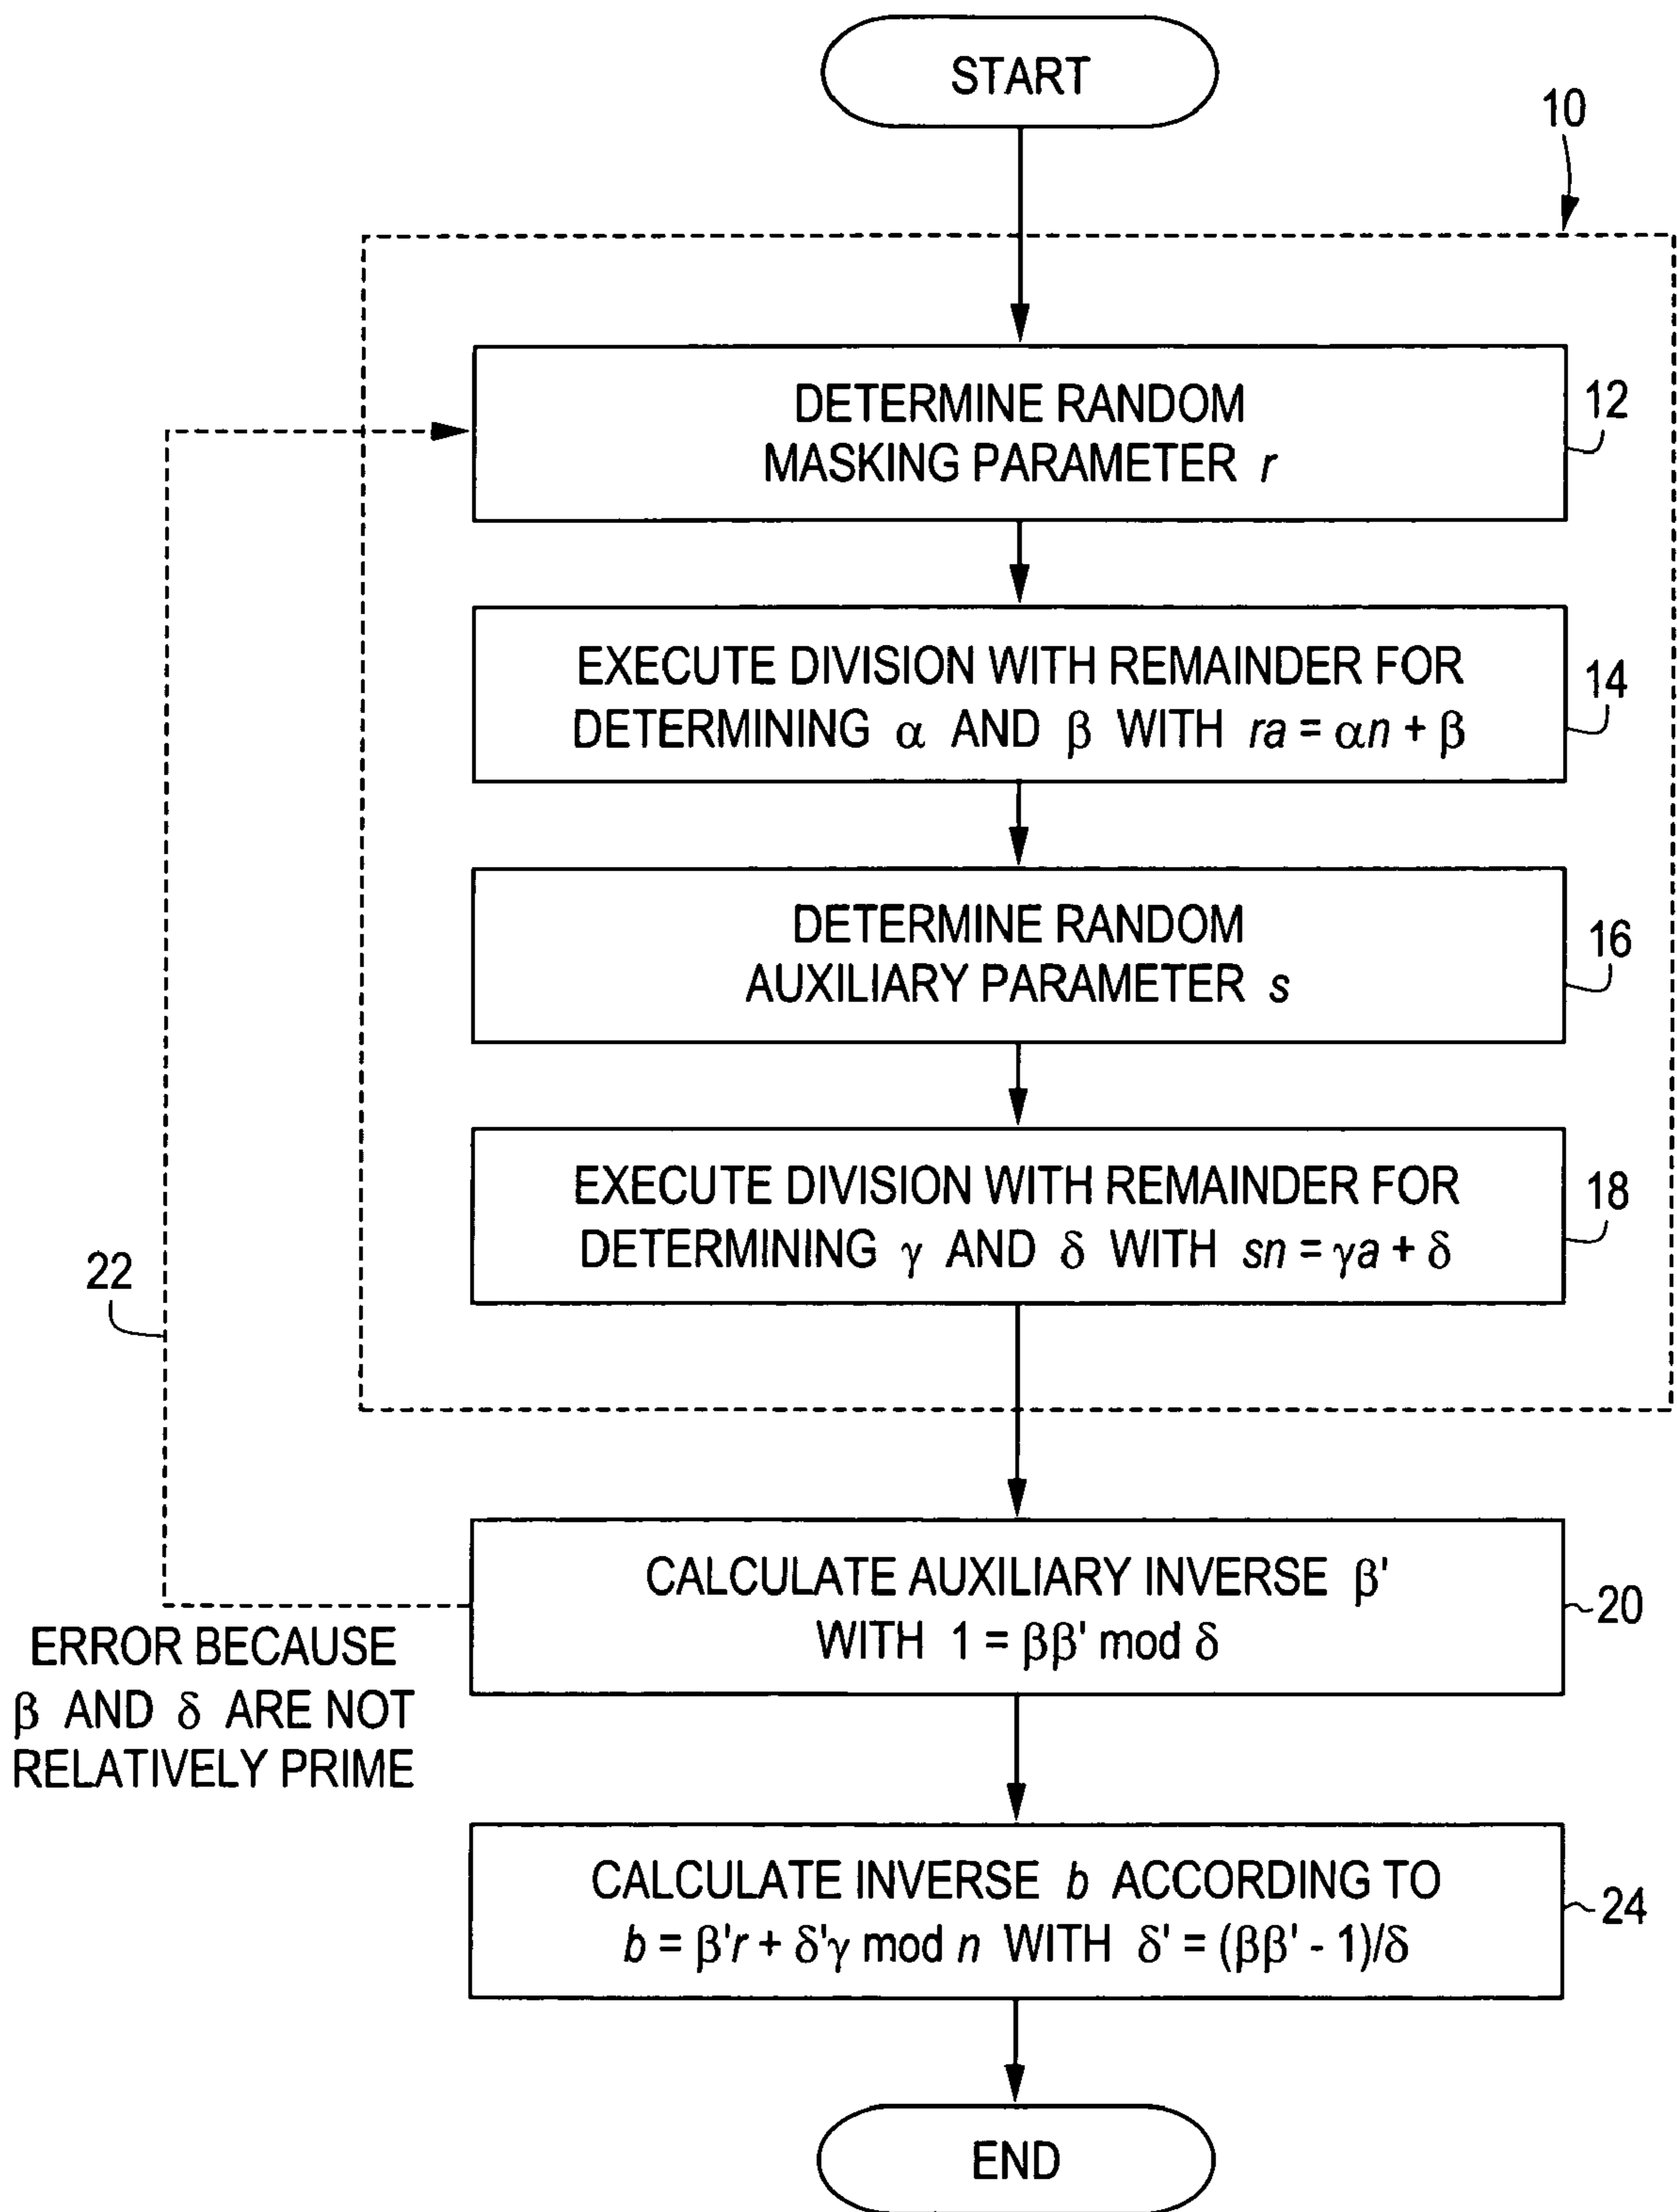 START
10
DETERMINE RANDOM
MASKING PARAMETER r
12
EXECUTE DIVISION WITH REMAINDER FOR
DETERMINING α AND β WITH ra = αn + β
14
DETERMINE RANDOM
AUXILIARY PARAMETER s
16
EXECUTE DIVISION WITH REMAINDER FOR
DETERMINING γ AND δ WITH sn = γa + δ
18
22
CALCULATE AUXILIARY INVERSE β'
WITH 1 = ββ' mod δ
20
ERROR BECAUSE
β AND δ ARE NOT
RELATIVELY PRIME
CALCULATE INVERSE b ACCORDING TO
b = β'r + δ'γ mod n WITH δ' = (ββ' - 1)/δ
24
END